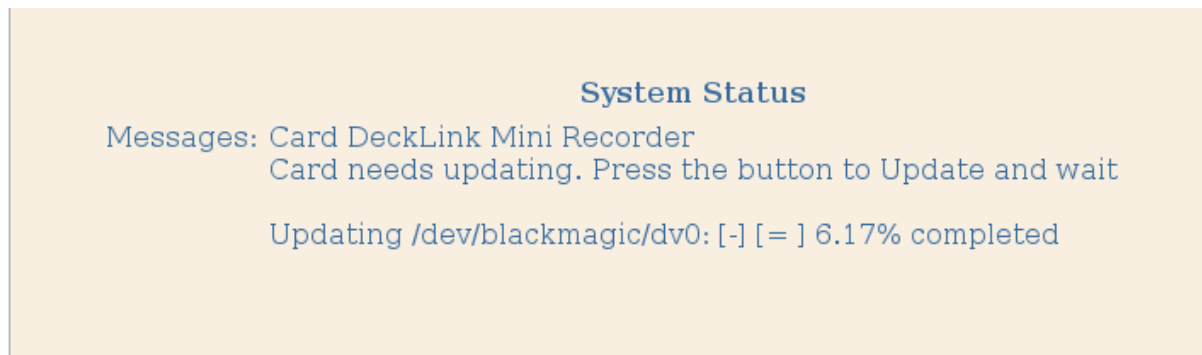 System Status
Messages: Card DeckLink Mini Recorder
Card needs updating. Press the button to Update and wait
Updating /dev/blackmagic/dv0: [-] [= ] 6.17% completed